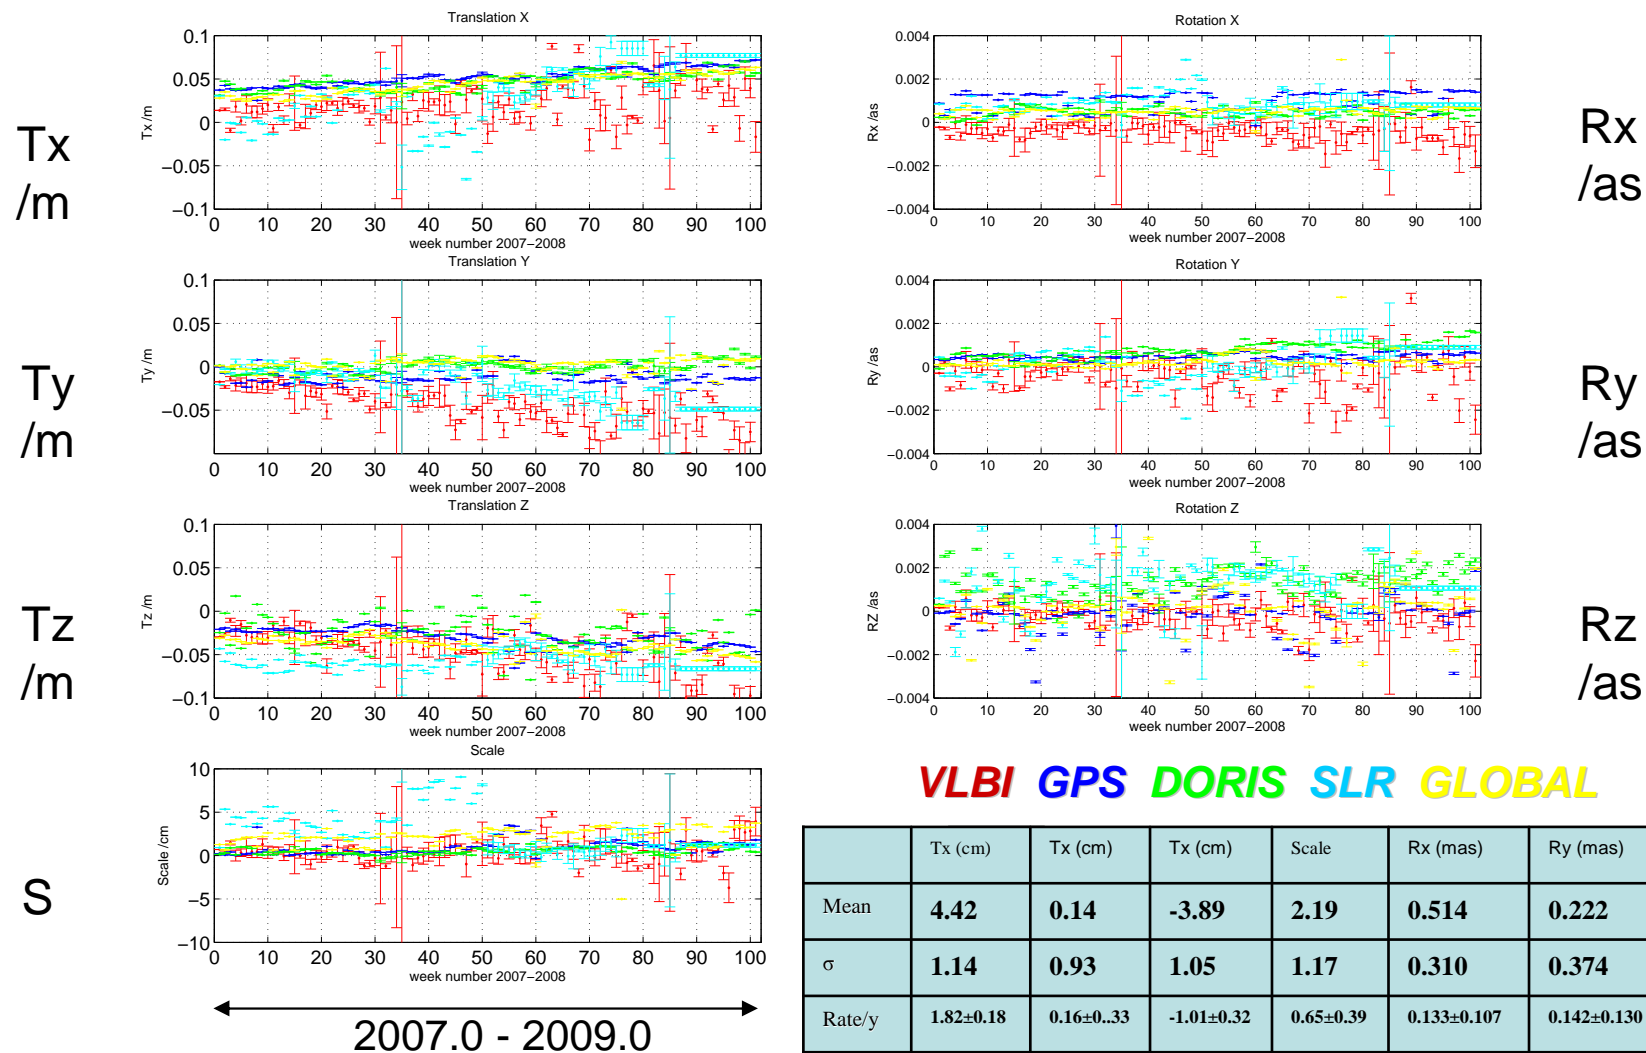 Translation X
0.1
0.05
0
−0.05
−0.1
Tx /m
0 10 20 30 40 50 60 70 80 90 100
week number 2007−2008
Tx
/m
Rotation X
0.004
0.002
0
−0.002
−0.004
Rx /as
0 10 20 30 40 50 60 70 80 90 100
week number 2007−2008
Rx
/as
Translation Y
0.1
0.05
0
−0.05
Ty /m
0 10 20 30 40 50 60 70 80 90 100
week number 2007−2008
Ty
/m
Rotation Y
0.004
0.002
0
−0.002
−0.004
Ry /as
0 10 20 30 40 50 60 70 80 90 100
week number 2007−2008
Ry
/as
Translation Z
0.1
0.05
0
−0.05
−0.1
Tz /m
0 10 20 30 40 50 60 70 80 90 100
week number 2007−2008
Tz
/m
Rotation Z
0.004
0.002
0
−0.002
−0.004
RZ /as
0 10 20 30 40 50 60 70 80 90 100
week number 2007−2008
Rz
/as
Scale
10
5
0
−5
−10
Scale /cm
0 10 20 30 40 50 60 70 80 90 100
week number 2007−2008
S
2007.0 - 2009.0
VLBI GPS DORIS SLR GLOBAL
Tx (cm) Tx (cm) Tx (cm) Scale Rx (mas) Ry (mas)
Mean 4.42 0.14 -3.89 2.19 0.514 0.222
σ 1.14 0.93 1.05 1.17 0.310 0.374
Rate/y 1.82±0.18 0.16±0..33 -1.01±0.32 0.65±0.39 0.133±0.107 0.142±0.130